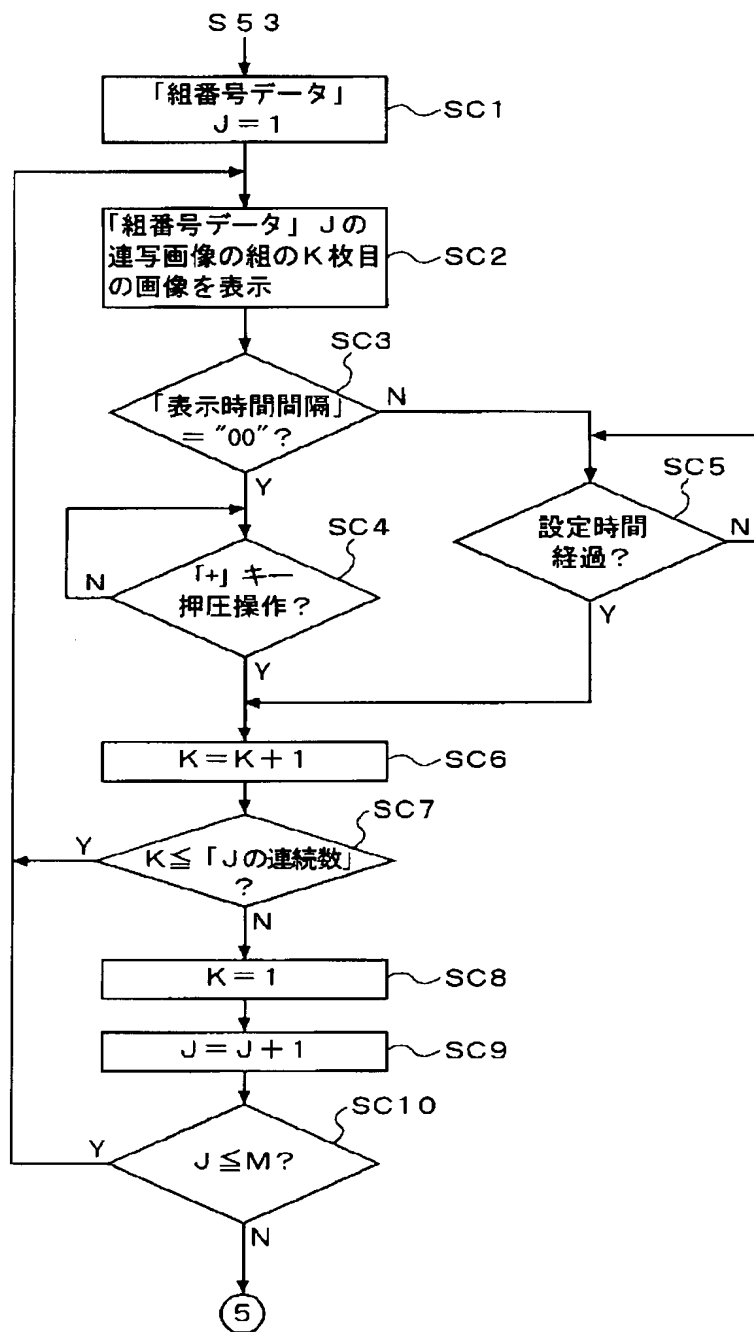 S53
「組番号データ」
J=1
SC1
「組番号データ」Jの
連写画像の組のK枚目
の画像を表示
SC2
SC3
「表示時間間隔」
="00"?
N
Y
SC5
設定時間
経過?
N
Y
SC4
「+」キー
押圧操作?
N
Y
K=K+1
SC6
SC7
K≦「Jの連続数」
?
Y
N
K=1
SC8
J=J+1
SC9
SC10
J≦M?
Y
N
5